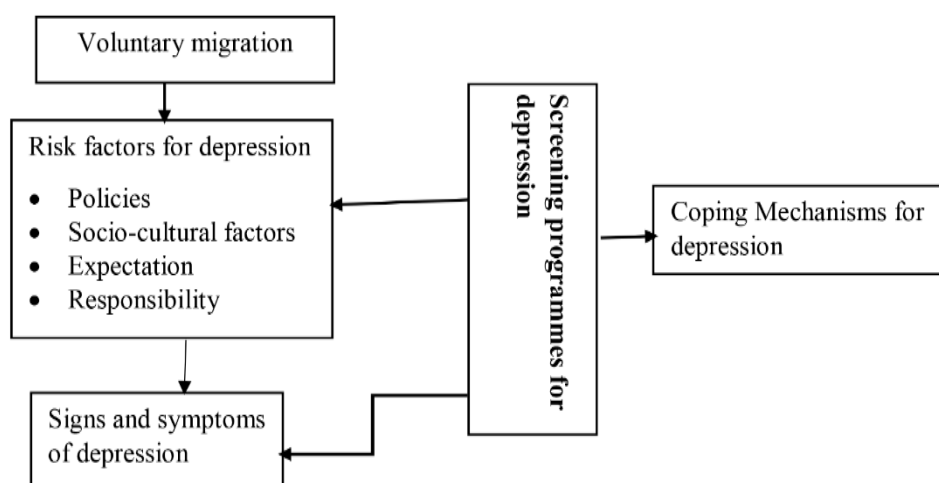 Voluntary migration
Risk factors for depression
• Policies
• Socio-cultural factors
• Expectation
• Responsibility
Signs and symptoms
of depression
Screening programmes for
depression
Coping Mechanisms for
depression